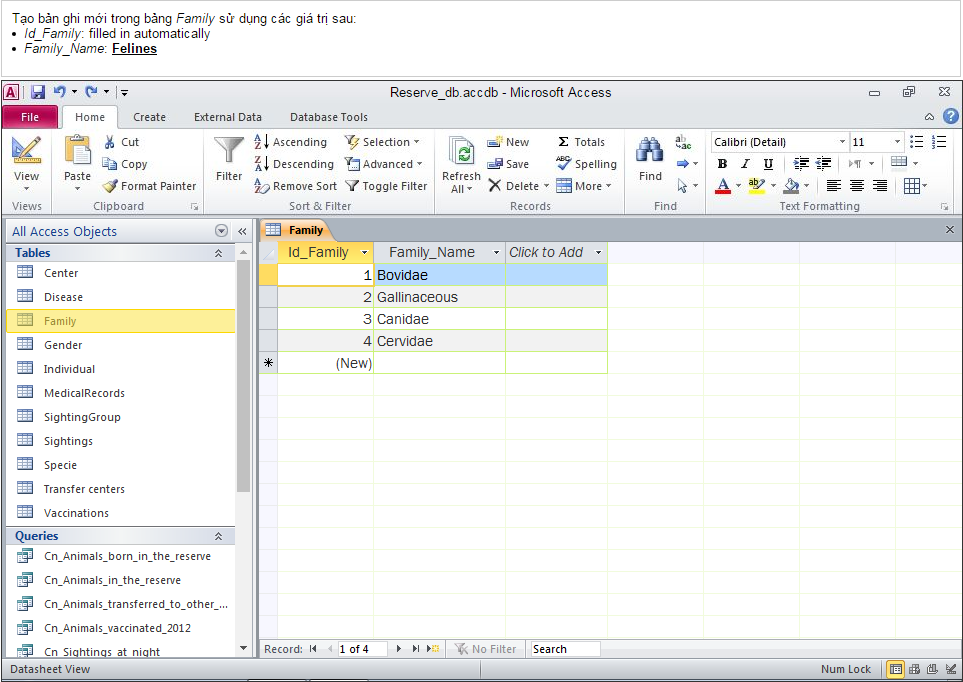 Tạo bản ghi mới trong bảng Family sử dụng các giá trị sau:
• Id_Family: filled in automatically
• Family_Name: Felines
Reserve_db.accdb - Microsoft Access
File Home Create External Data Database Tools
View
Views
Paste
Cut
Copy
Format Painter
Clipboard
Filter
Ascending
Descending
Remove Sort
Selection
Advanced
Toggle Filter
Sort & Filter
Refresh
All
New
Save
Delete
Totals
Spelling
More
Records
Find
Find
Calibri (Detail) 11
B I U
Text Formatting
All Access Objects
Tables
Center
Disease
Family
Gender
Individual
MedicalRecords
SightingGroup
Sightings
Specie
Transfer centers
Vaccinations
Queries
Cn_Animals_born_in_the_reserve
Cn_Animals_in_the_reserve
Cn_Animals_transferred_to_other_...
Cn_Animals_vaccinated_2012
Cn_Sightings_at_night
Family
Id_Family Family_Name Click to Add
1 Bovidae
2 Gallinaceous
3 Canidae
4 Cervidae
(New)
Record: 1 of 4 No Filter Search
Datasheet View Num Lock